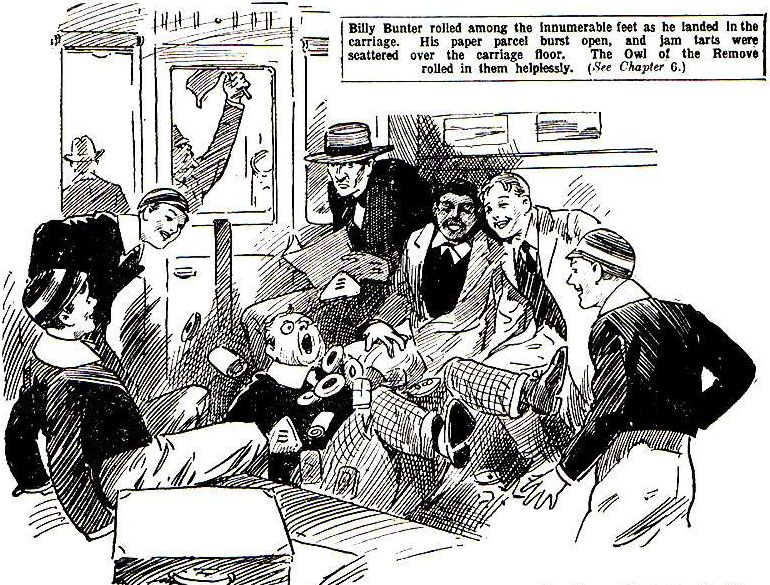 Billy Bunter rolled among the innumerable feet as he landed in the
carriage. His paper parcel burst open, and jam tarts were
scattered over the carriage floor. The Owl of the Remove
rolled in them helplessly. (See Chapter 6.)